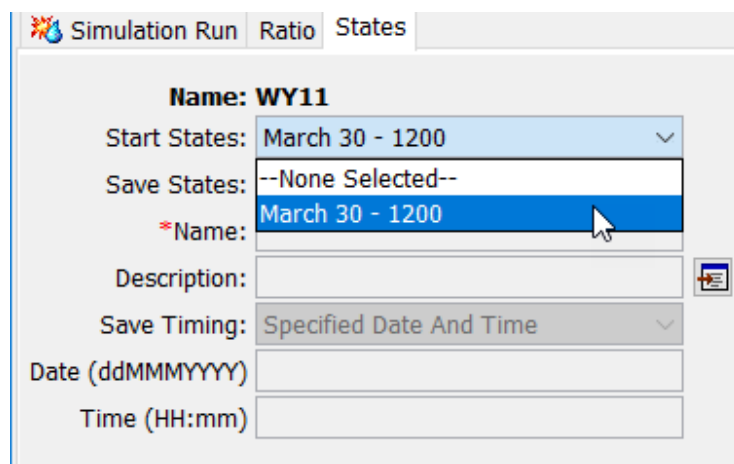 Simulation Run Ratio States
Name: WY11
Start States: March 30 - 1200
Save States: --None Selected--
March 30 - 1200
*Name:
Description:
Save Timing: Specified Date And Time
Date (ddMMMYYYY)
Time (HH:mm)